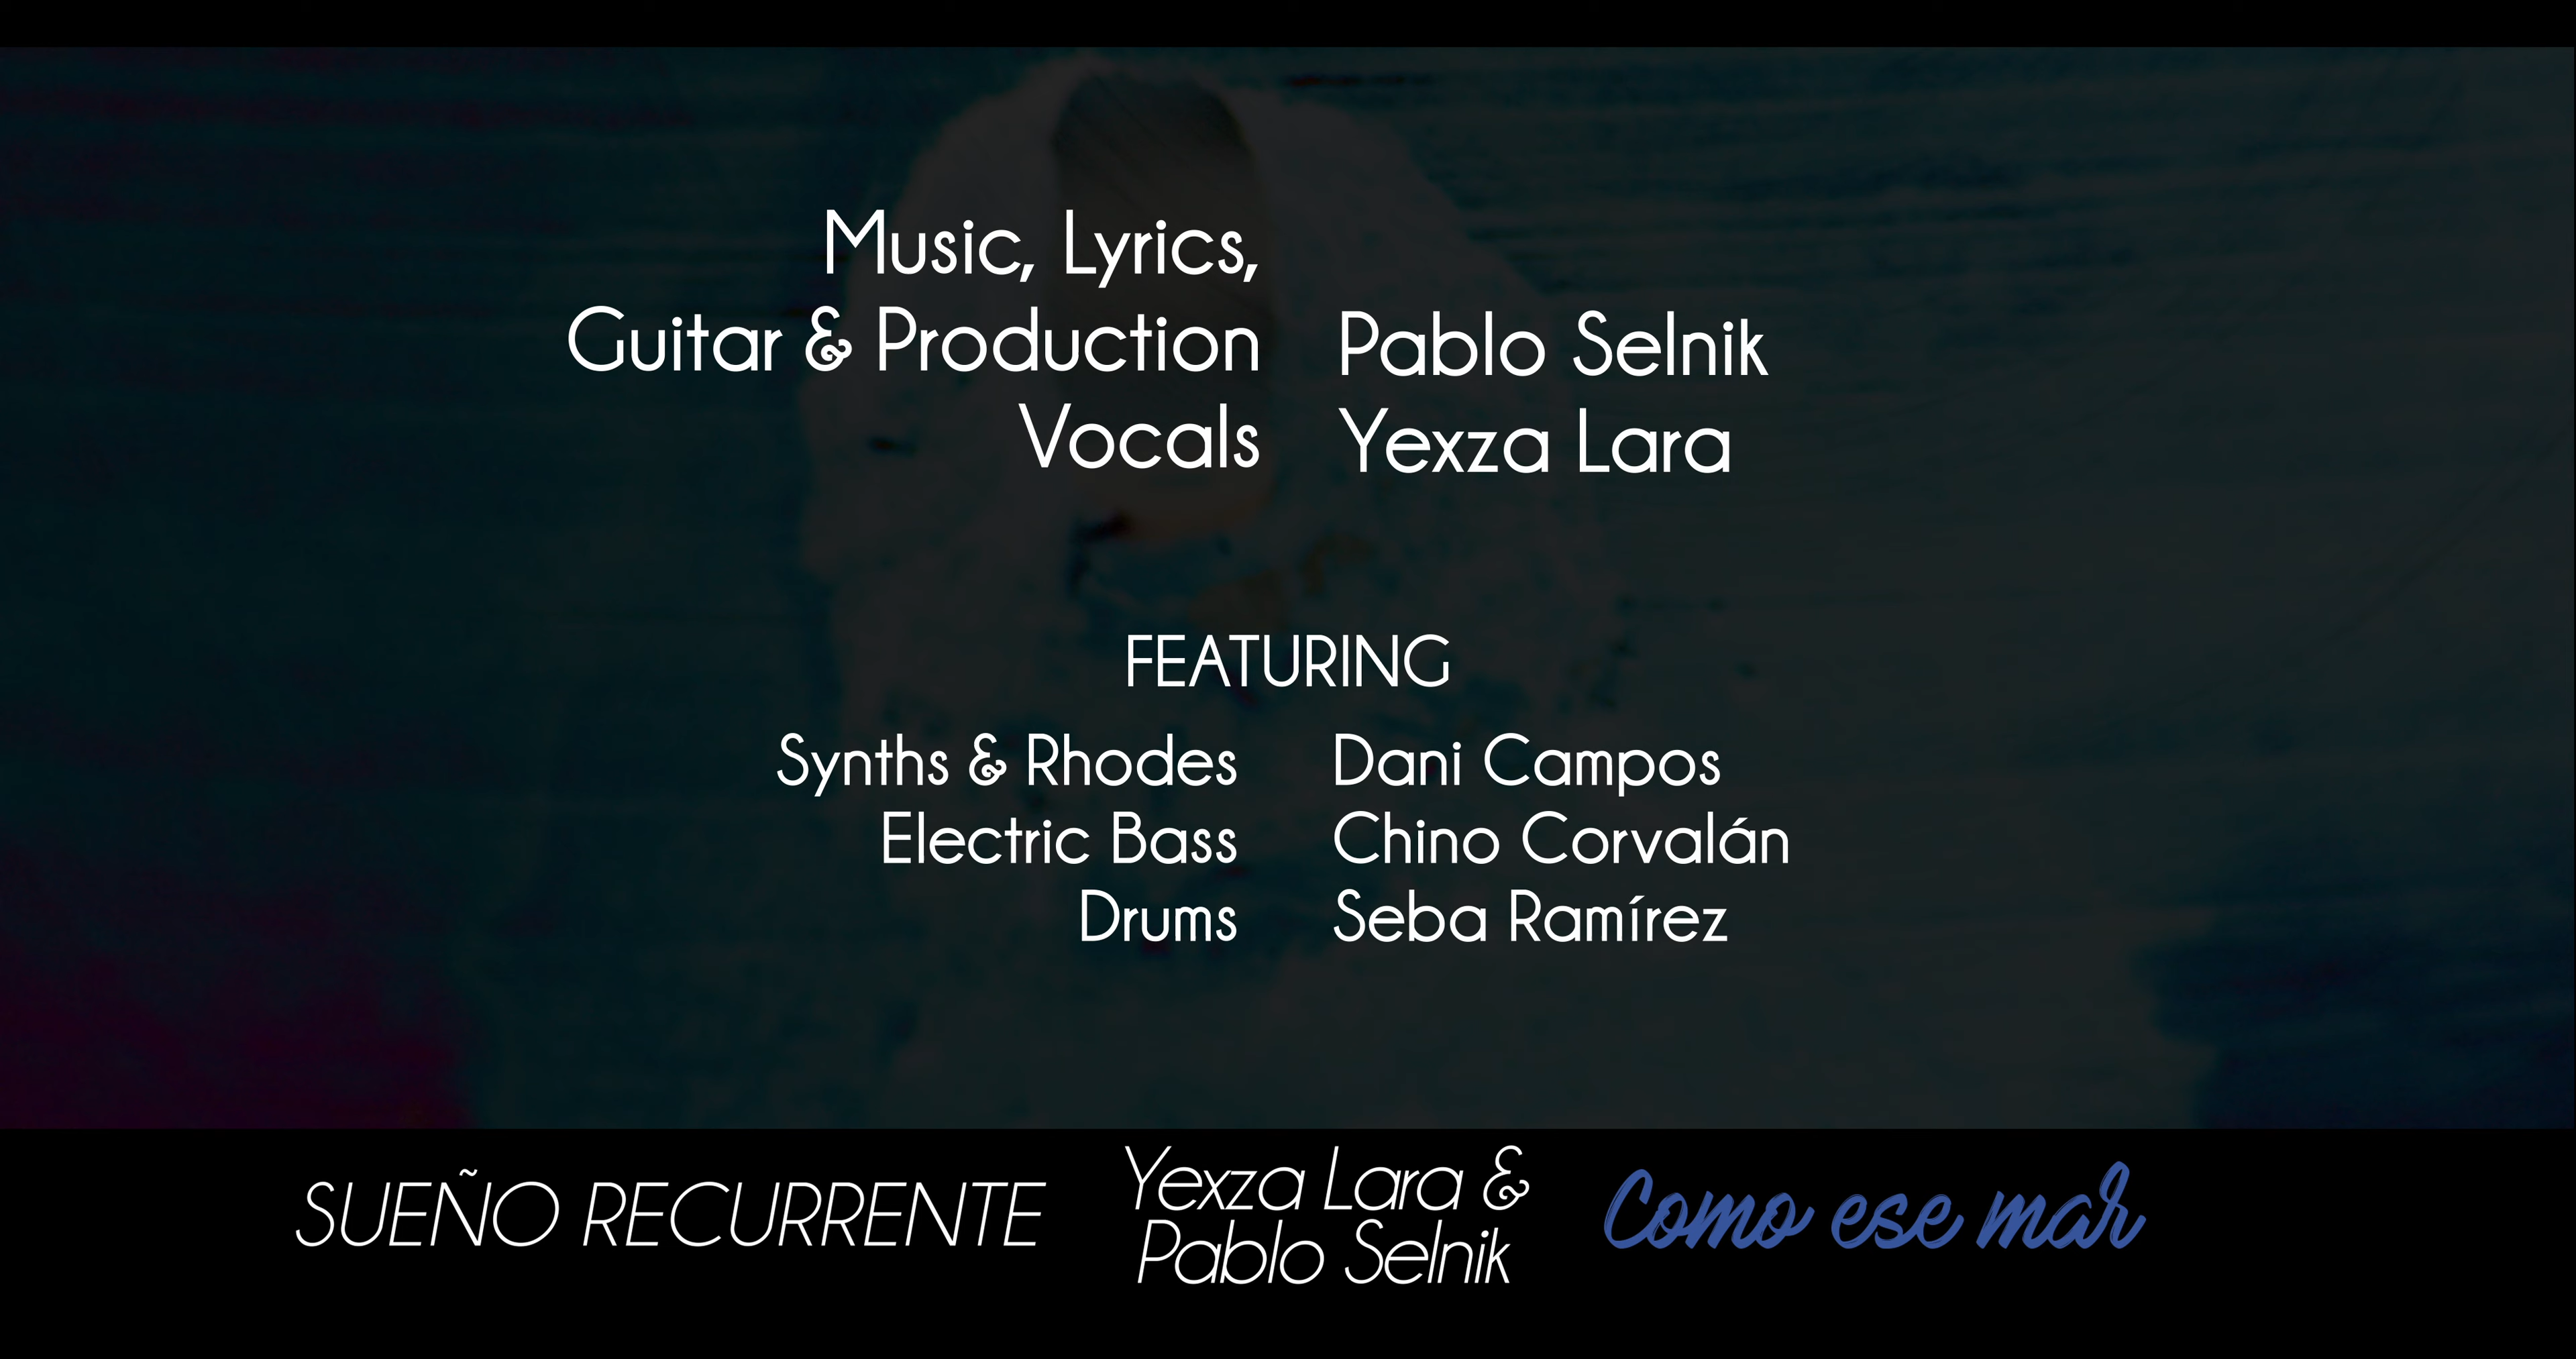 Music, Lyrics,
Guitar & Production Pablo Selnik
Vocals Yexza Lara
FEATURING
Synths & Rhodes Dani Campos
Electric Bass Chino Corvalán
Drums Seba Ramírez
SUEÑO RECURRENTE
Yexza Lara &
Pablo Selnik
Como ese mar